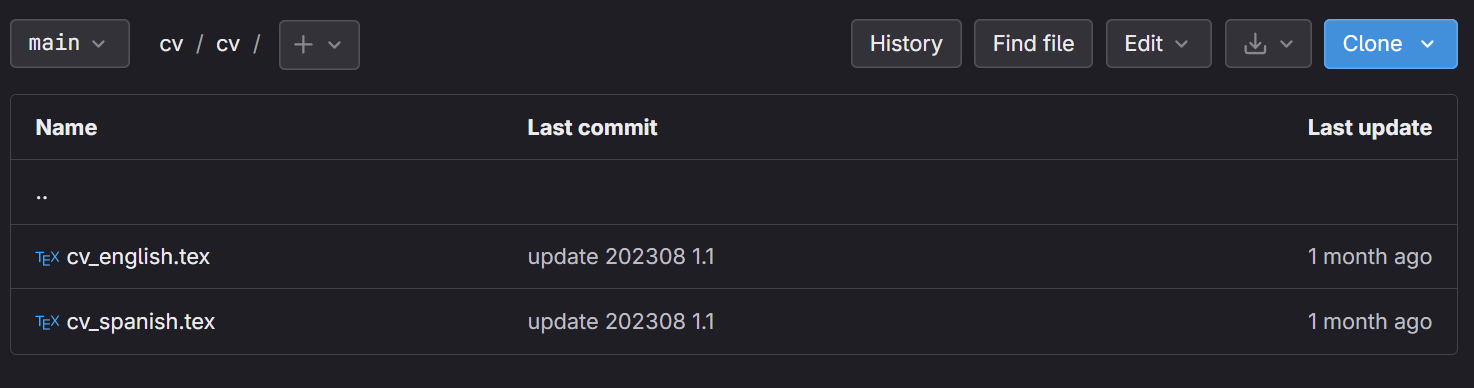 main cv / cv / +
History Find file Edit Clone
Name Last commit Last update
..
TEX cv_english.tex update 202308 1.1 1 month ago
TEX cv_spanish.tex update 202308 1.1 1 month ago